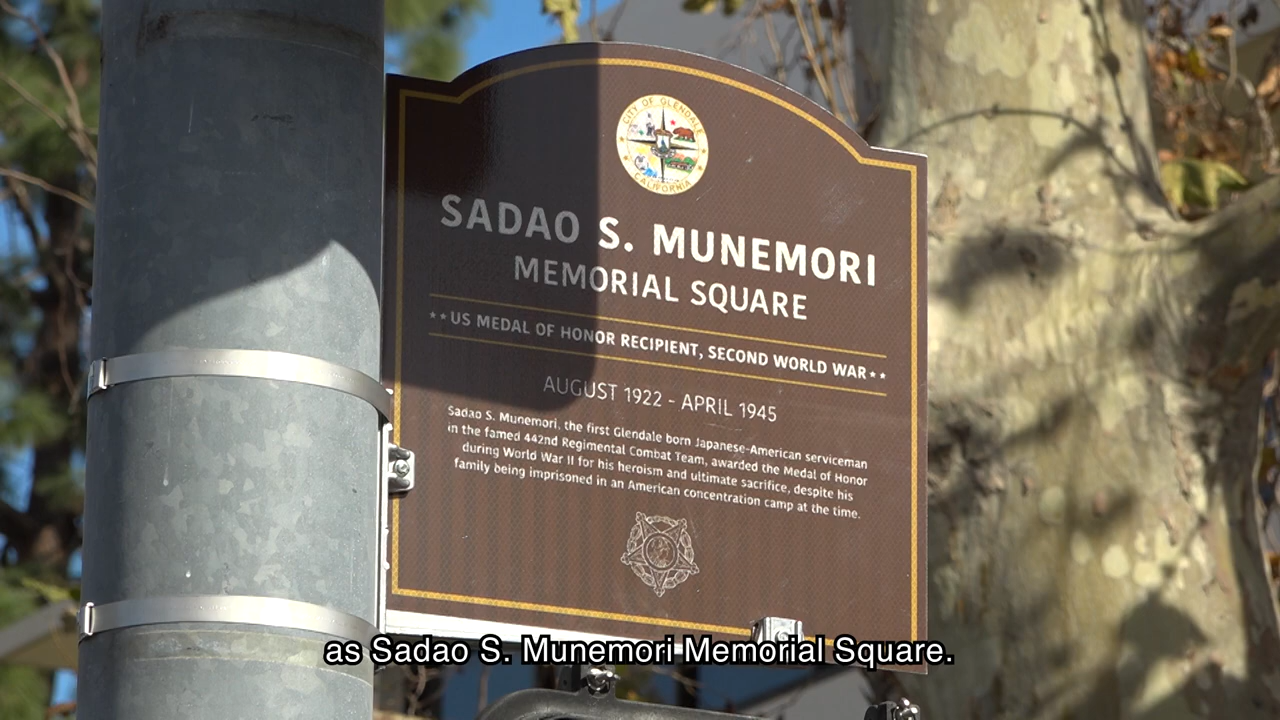 CITY OF GLENDALE
CALIFORNIA
SADAO S. MUNEMORI
MEMORIAL SQUARE
★★US MEDAL OF HONOR RECIPIENT, SECOND WORLD WAR★★
AUGUST 1922 - APRIL 1945
Sadao S. Munemori, the first Glendale born Japanese-American serviceman
in the famed 442nd Regimental Combat Team, awarded the Medal of Honor
during World War II for his heroism and ultimate sacrifice, despite his
family being imprisoned in an American concentration camp at the time.
as Sadao S. Munemori Memorial Square.